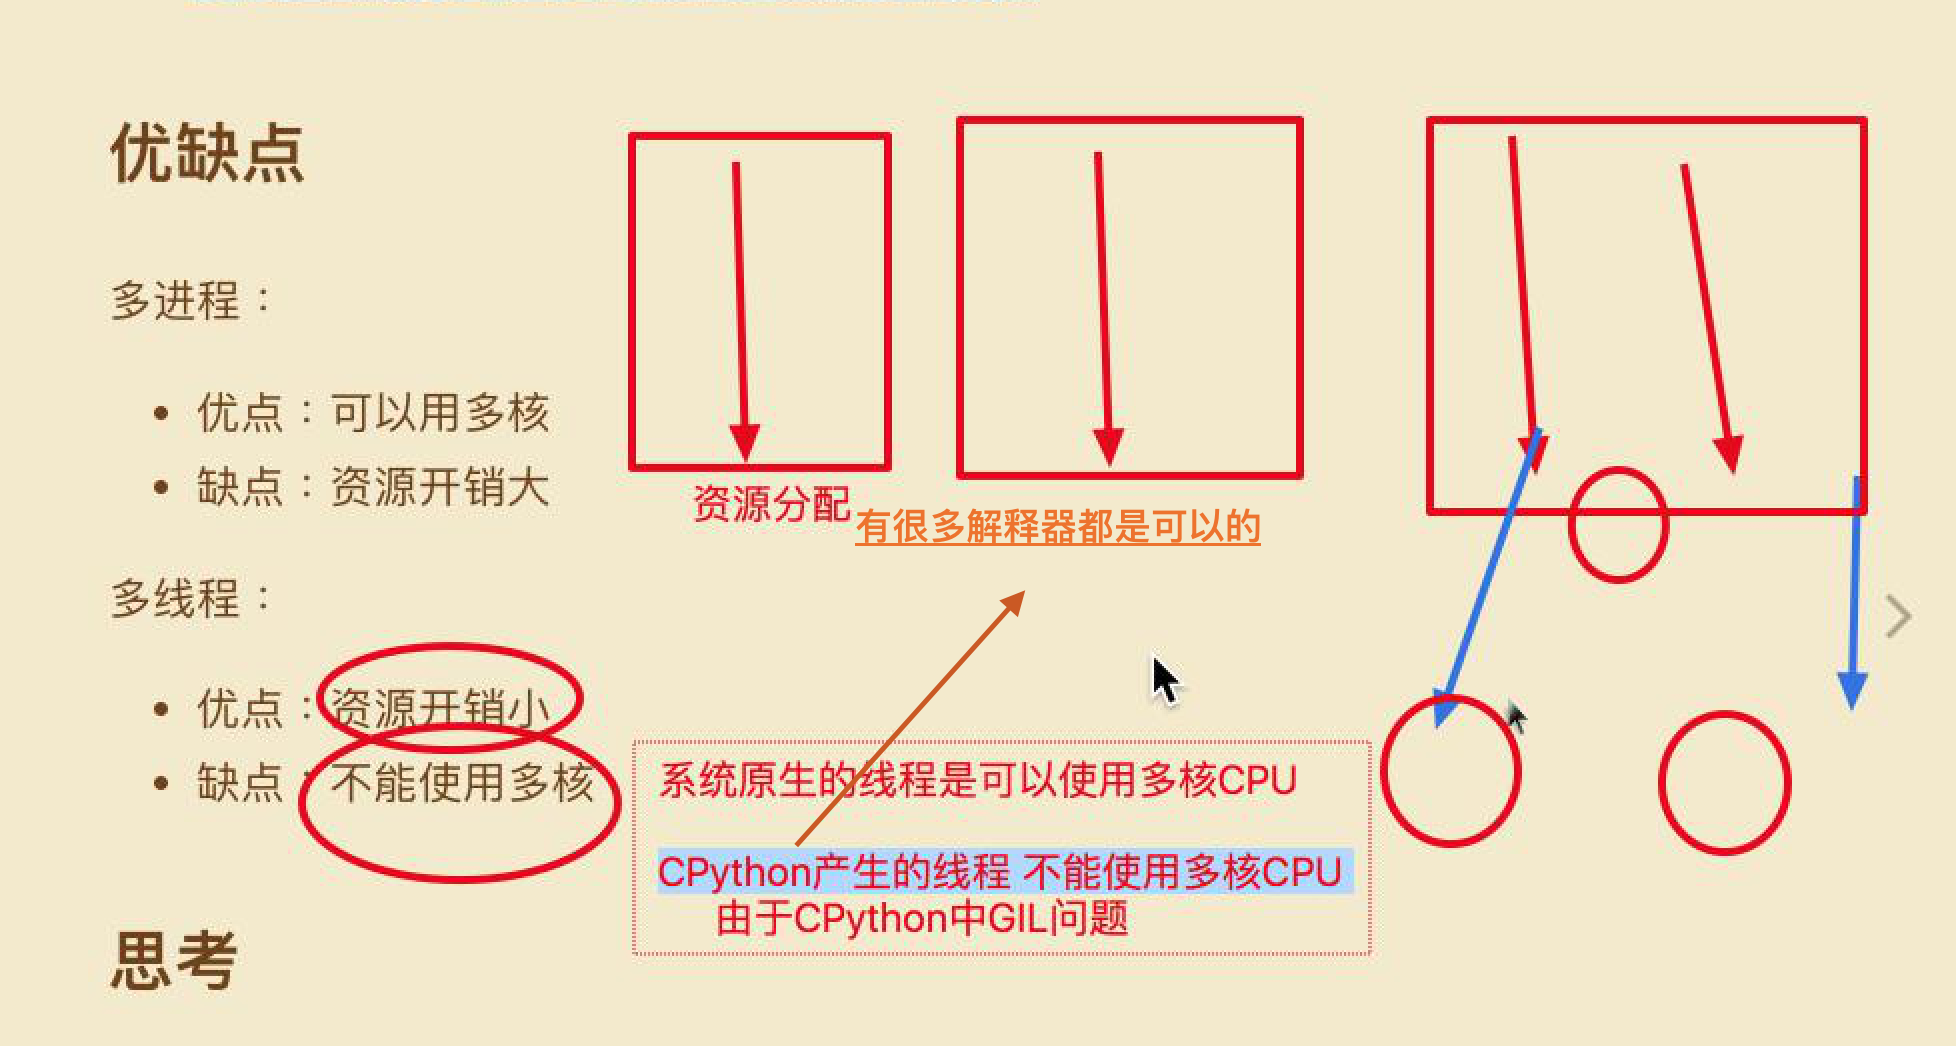 优缺点
多进程：
优点：可以用多核
缺点：资源开销大
资源分配
有很多解释器都是可以的
多线程：
优点：资源开销小
缺点：不能使用多核
系统原生的线程是可以使用多核CPU
CPython产生的线程 不能使用多核CPU
由于CPython中GIL问题
思考